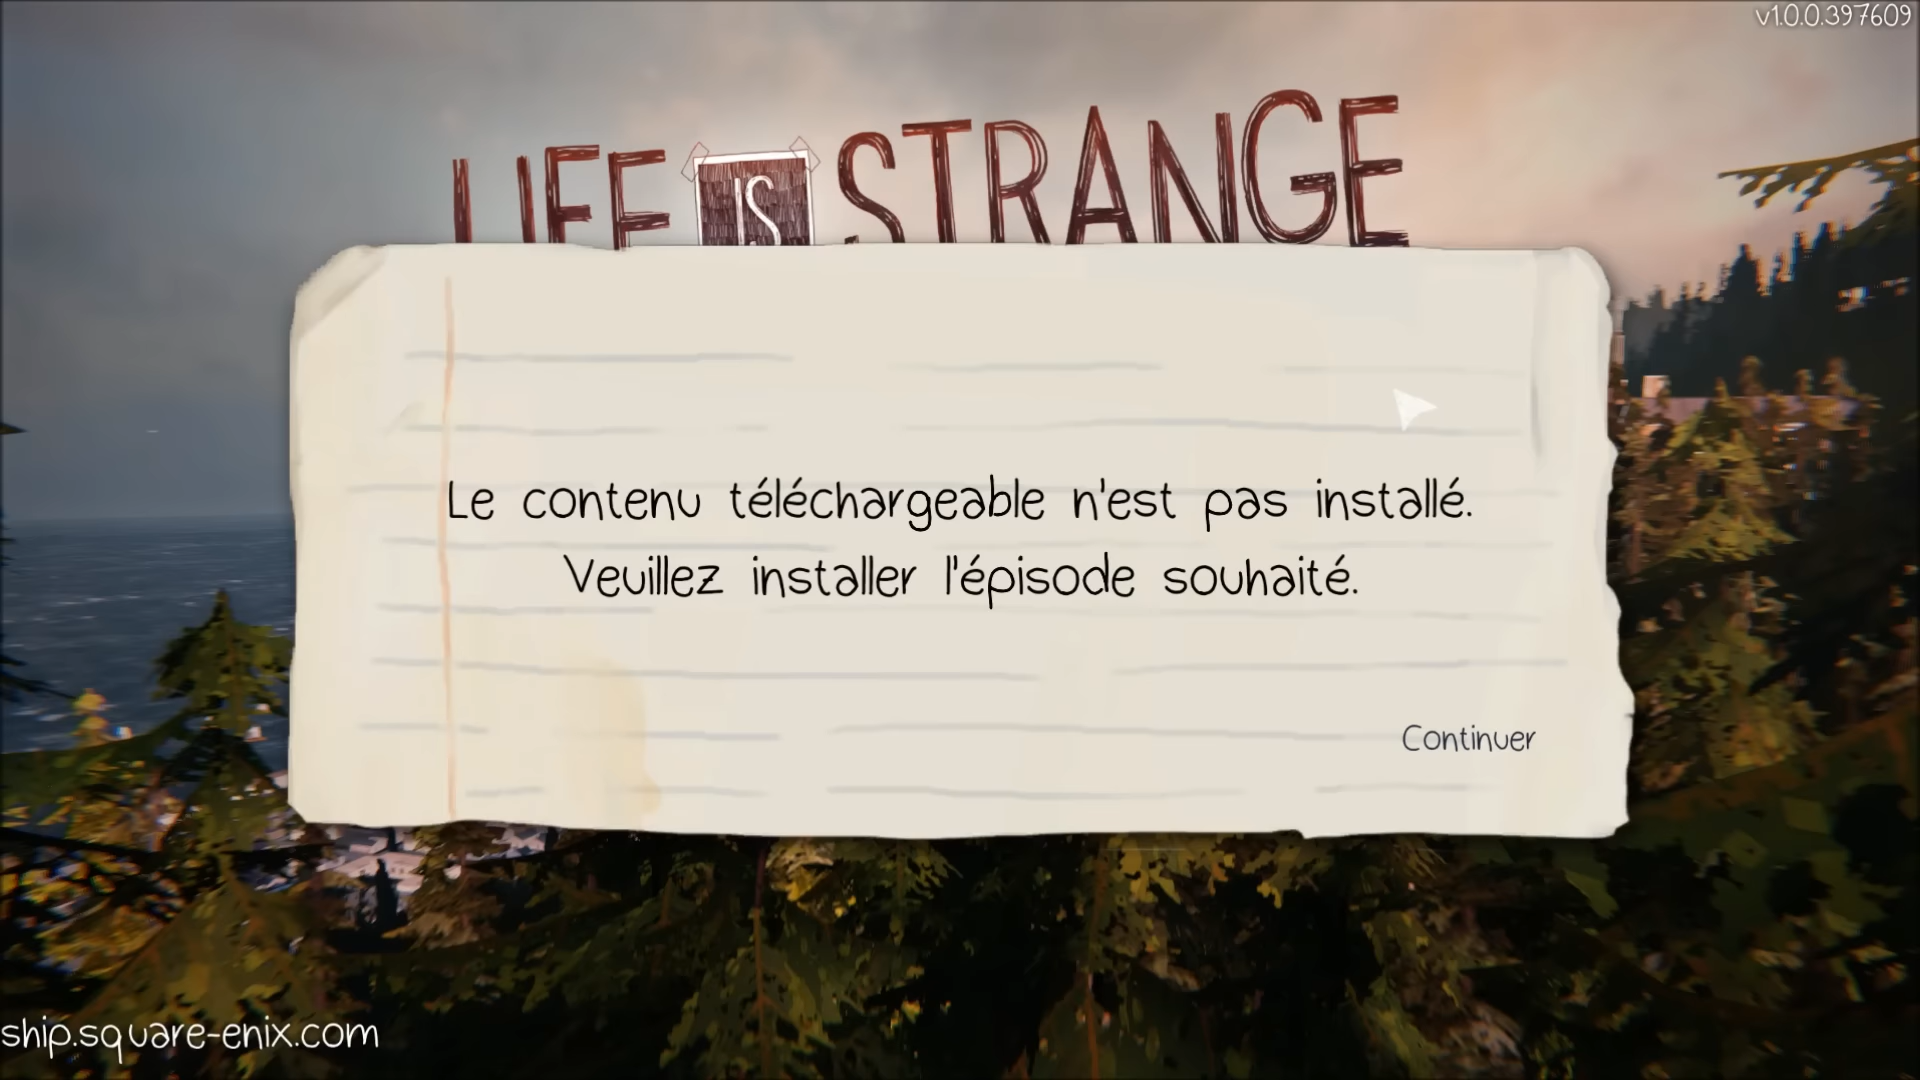 v1.0.0.397609
LIFE IS STRANGE
Le contenu téléchargeable n'est pas installé.
Veuillez installer l'épisode souhaité.
Continuer
ship.square-enix.com